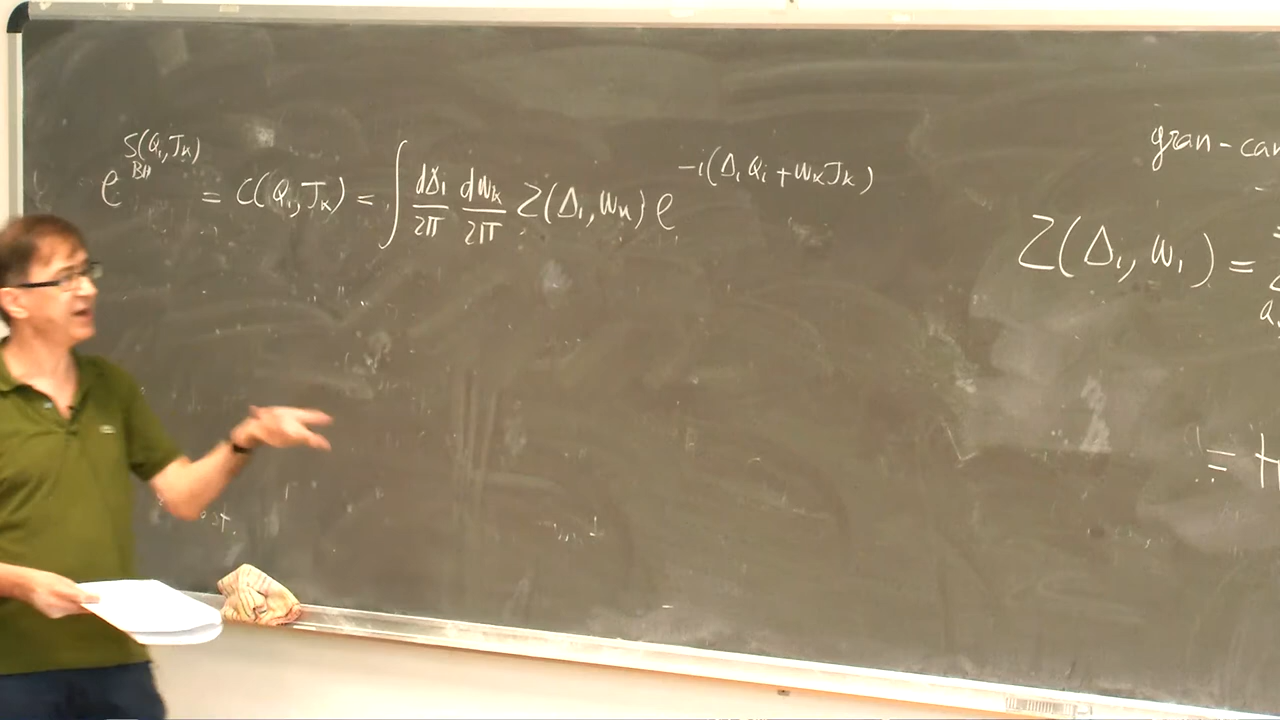 e^{S_{BH}(Q_i, J_k)} = C(Q_i, J_k) = ∫ dΔ_i/2π dω_k/2π Z(Δ_i, ω_k) e^{-i(Δ_i Q_i + ω_k J_k)}
gran-can
Z(Δ_i, ω_i) =
= H